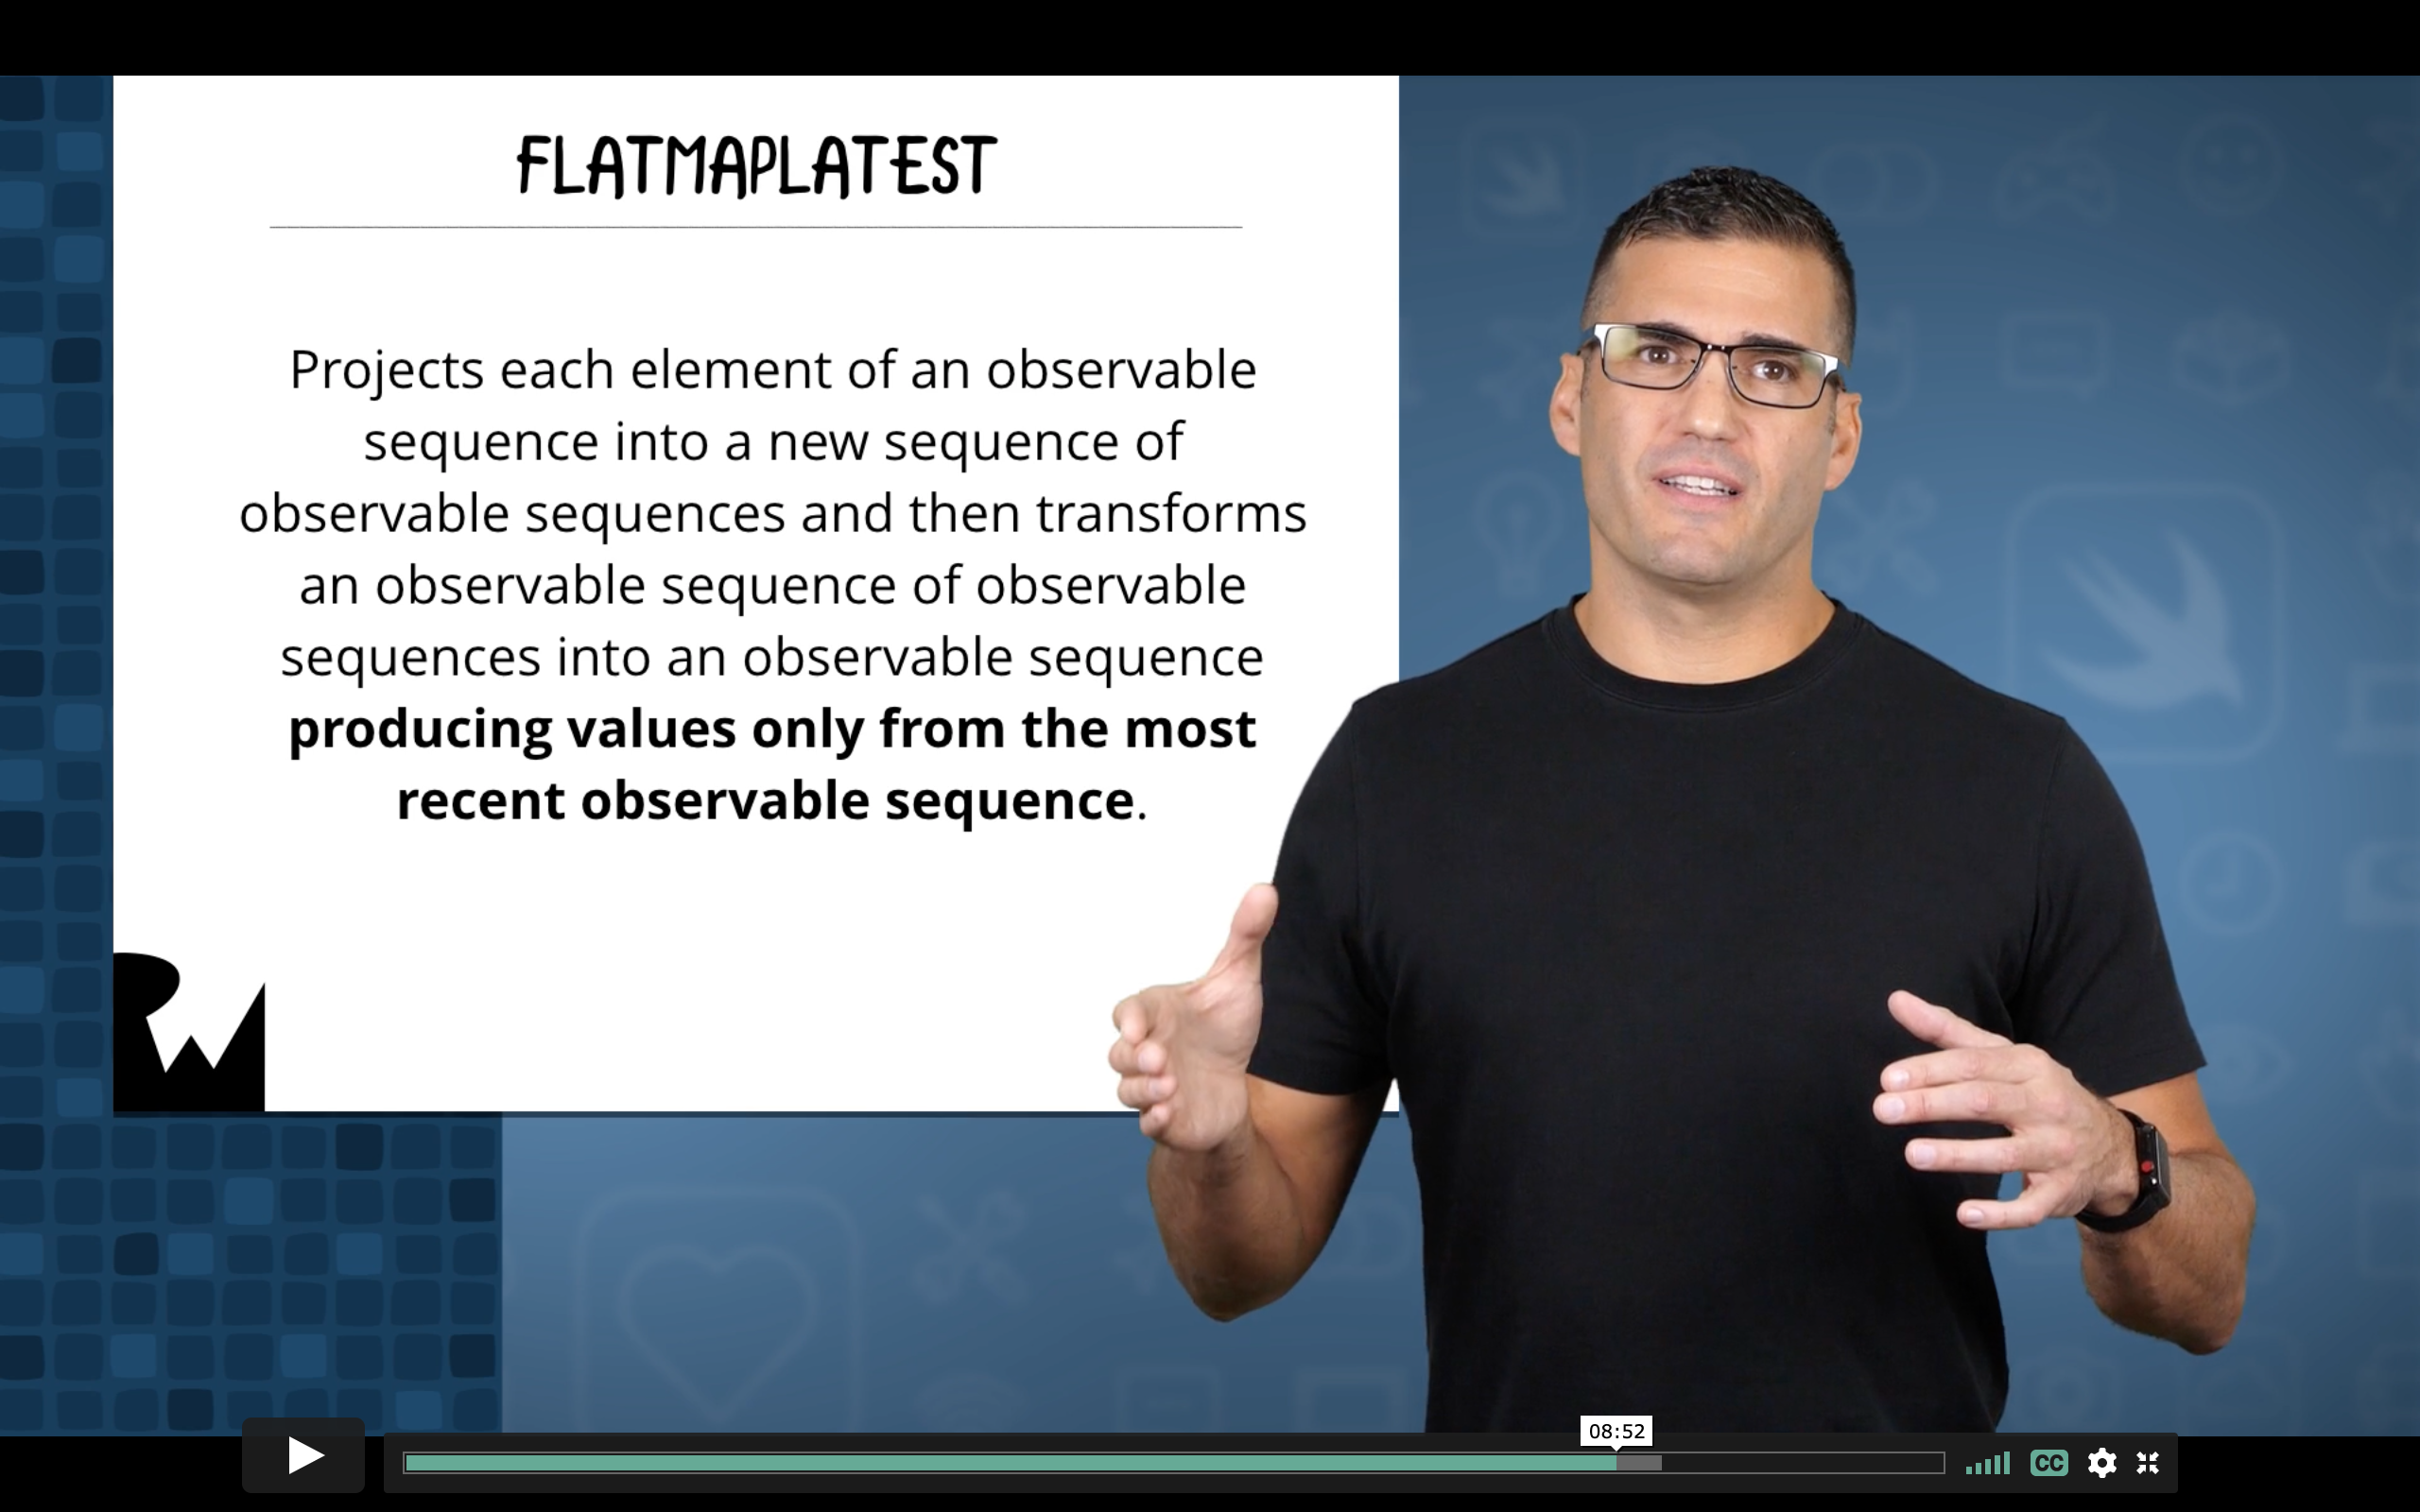 FLATMAPLATEST
Projects each element of an observable
sequence into a new sequence of
observable sequences and then transforms
an observable sequence of observable
sequences into an observable sequence
producing values only from the most
recent observable sequence.
RW
08:52
CC